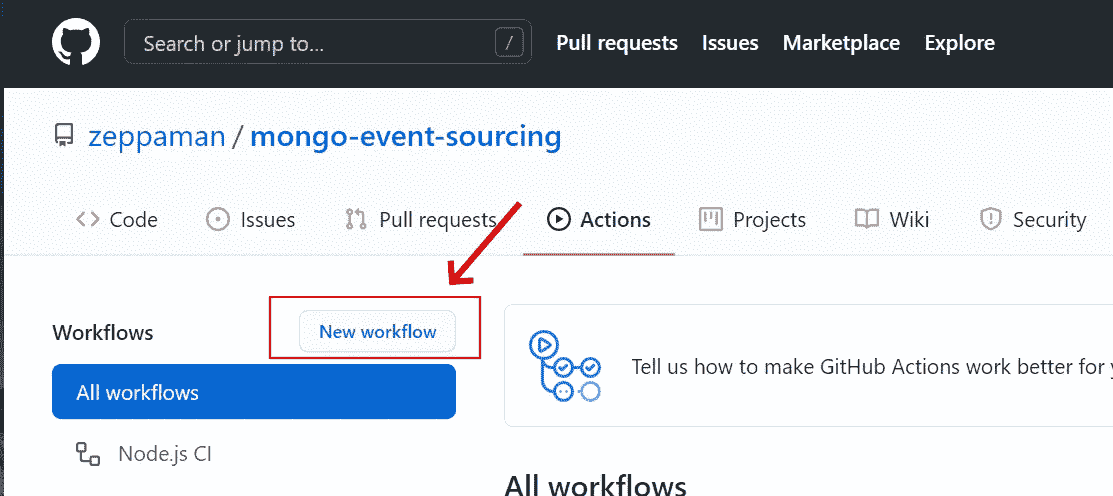 Search or jump to... /
Pull requests Issues Marketplace Explore
zeppaman / mongo-event-sourcing
Code Issues Pull requests Actions Projects Wiki Security
Workflows
New workflow
All workflows
Node.js CI
Tell us how to make GitHub Actions work better for
All workflows